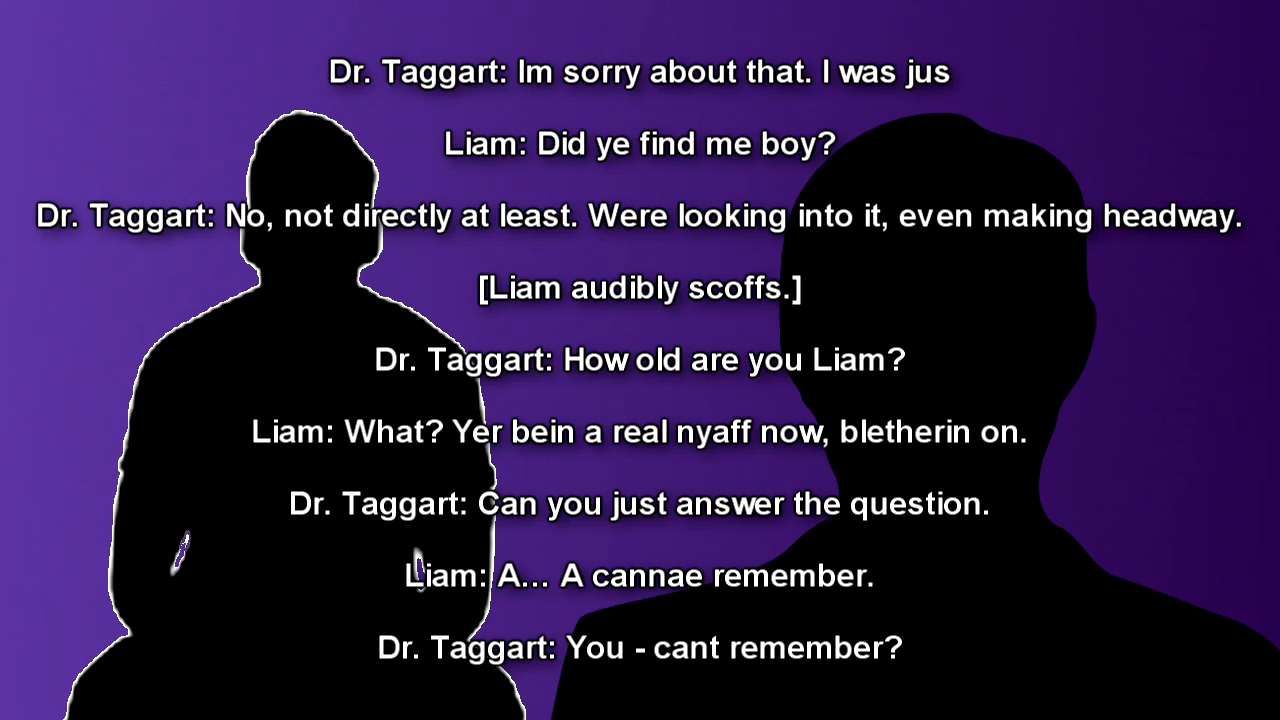 Dr. Taggart: Im sorry about that. I was jus
Liam: Did ye find me boy?
Dr. Taggart: No, not directly at least. Were looking into it, even making headway.
[Liam audibly scoffs.]
Dr. Taggart: How old are you Liam?
Liam: What? Yer bein a real nyaff now, bletherin on.
Dr. Taggart: Can you just answer the question.
Liam: A... A cannae remember.
Dr. Taggart: You - cant remember?